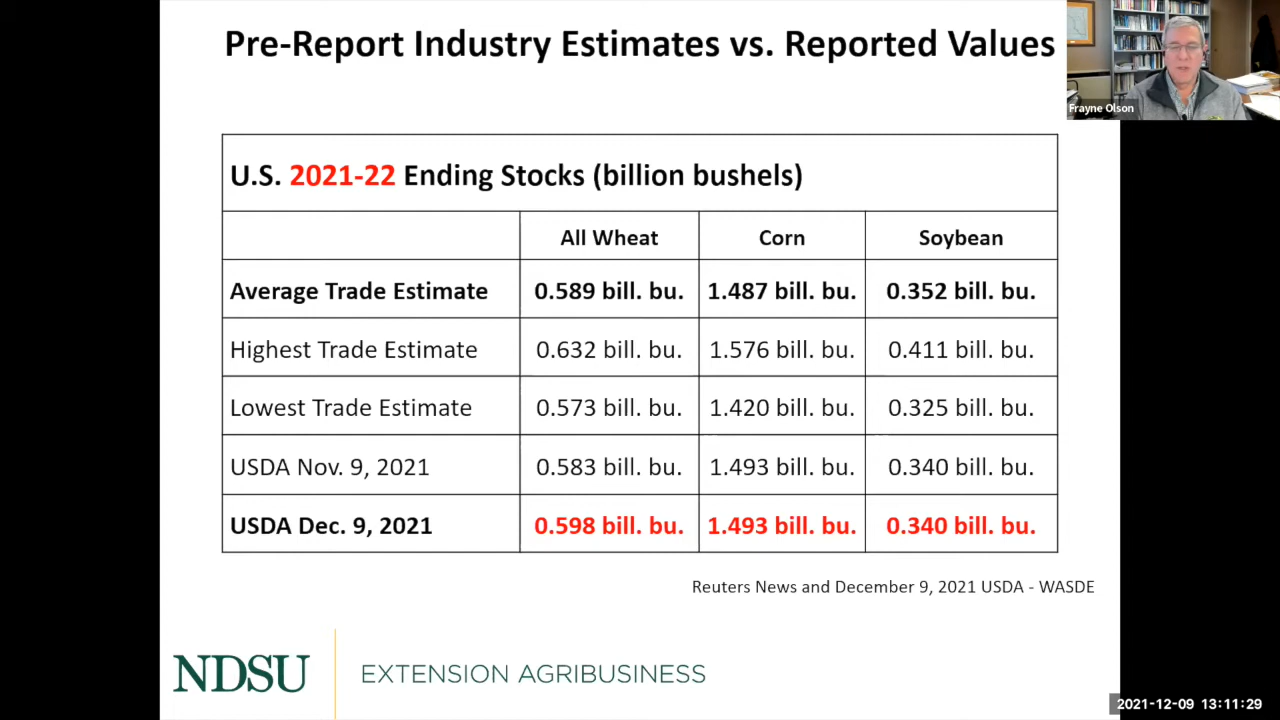 Pre-Report Industry Estimates vs. Reported Values
Frayne Olson
U.S. 2021-22 Ending Stocks (billion bushels)
All Wheat Corn Soybean
Average Trade Estimate 0.589 bill. bu. 1.487 bill. bu. 0.352 bill. bu.
Highest Trade Estimate 0.632 bill. bu. 1.576 bill. bu. 0.411 bill. bu.
Lowest Trade Estimate 0.573 bill. bu. 1.420 bill. bu. 0.325 bill. bu.
USDA Nov. 9, 2021 0.583 bill. bu. 1.493 bill. bu. 0.340 bill. bu.
USDA Dec. 9, 2021 0.598 bill. bu. 1.493 bill. bu. 0.340 bill. bu.
Reuters News and December 9, 2021 USDA - WASDE
NDSU EXTENSION AGRIBUSINESS
2021-12-09 13:11:29